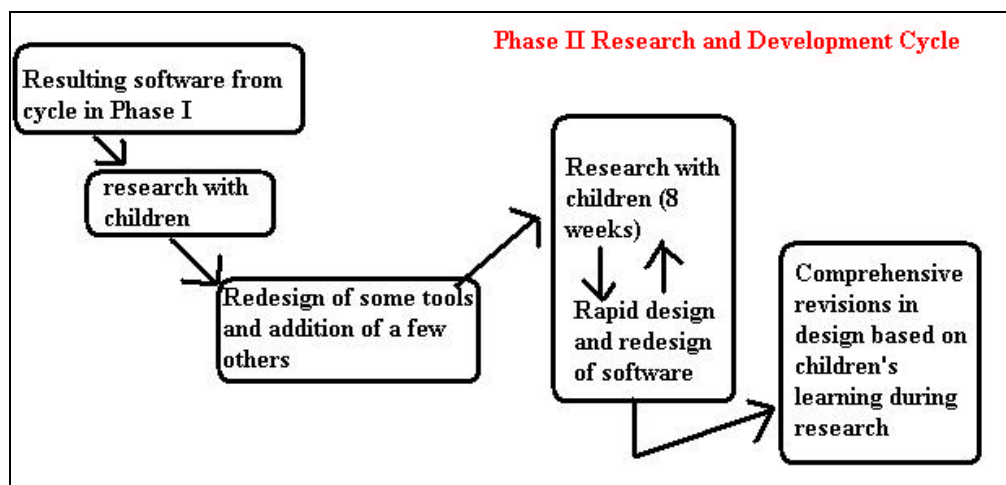 Phase II Research and Development Cycle
Resulting software from
cycle in Phase I
research with
children
Redesign of some tools
and addition of a few
others
Research with
children (8
weeks)
Rapid design
and redesign
of software
Comprehensive
revisions in
design based on
children's
learning during
research